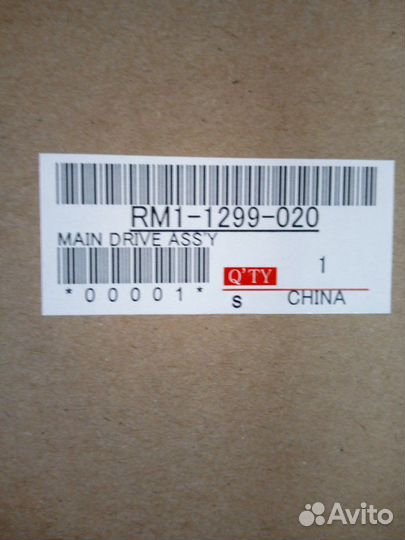 RM1-1299-020
MAIN DRIVE ASS'Y
Q'TY 1
*00001* S CHINA
Avito